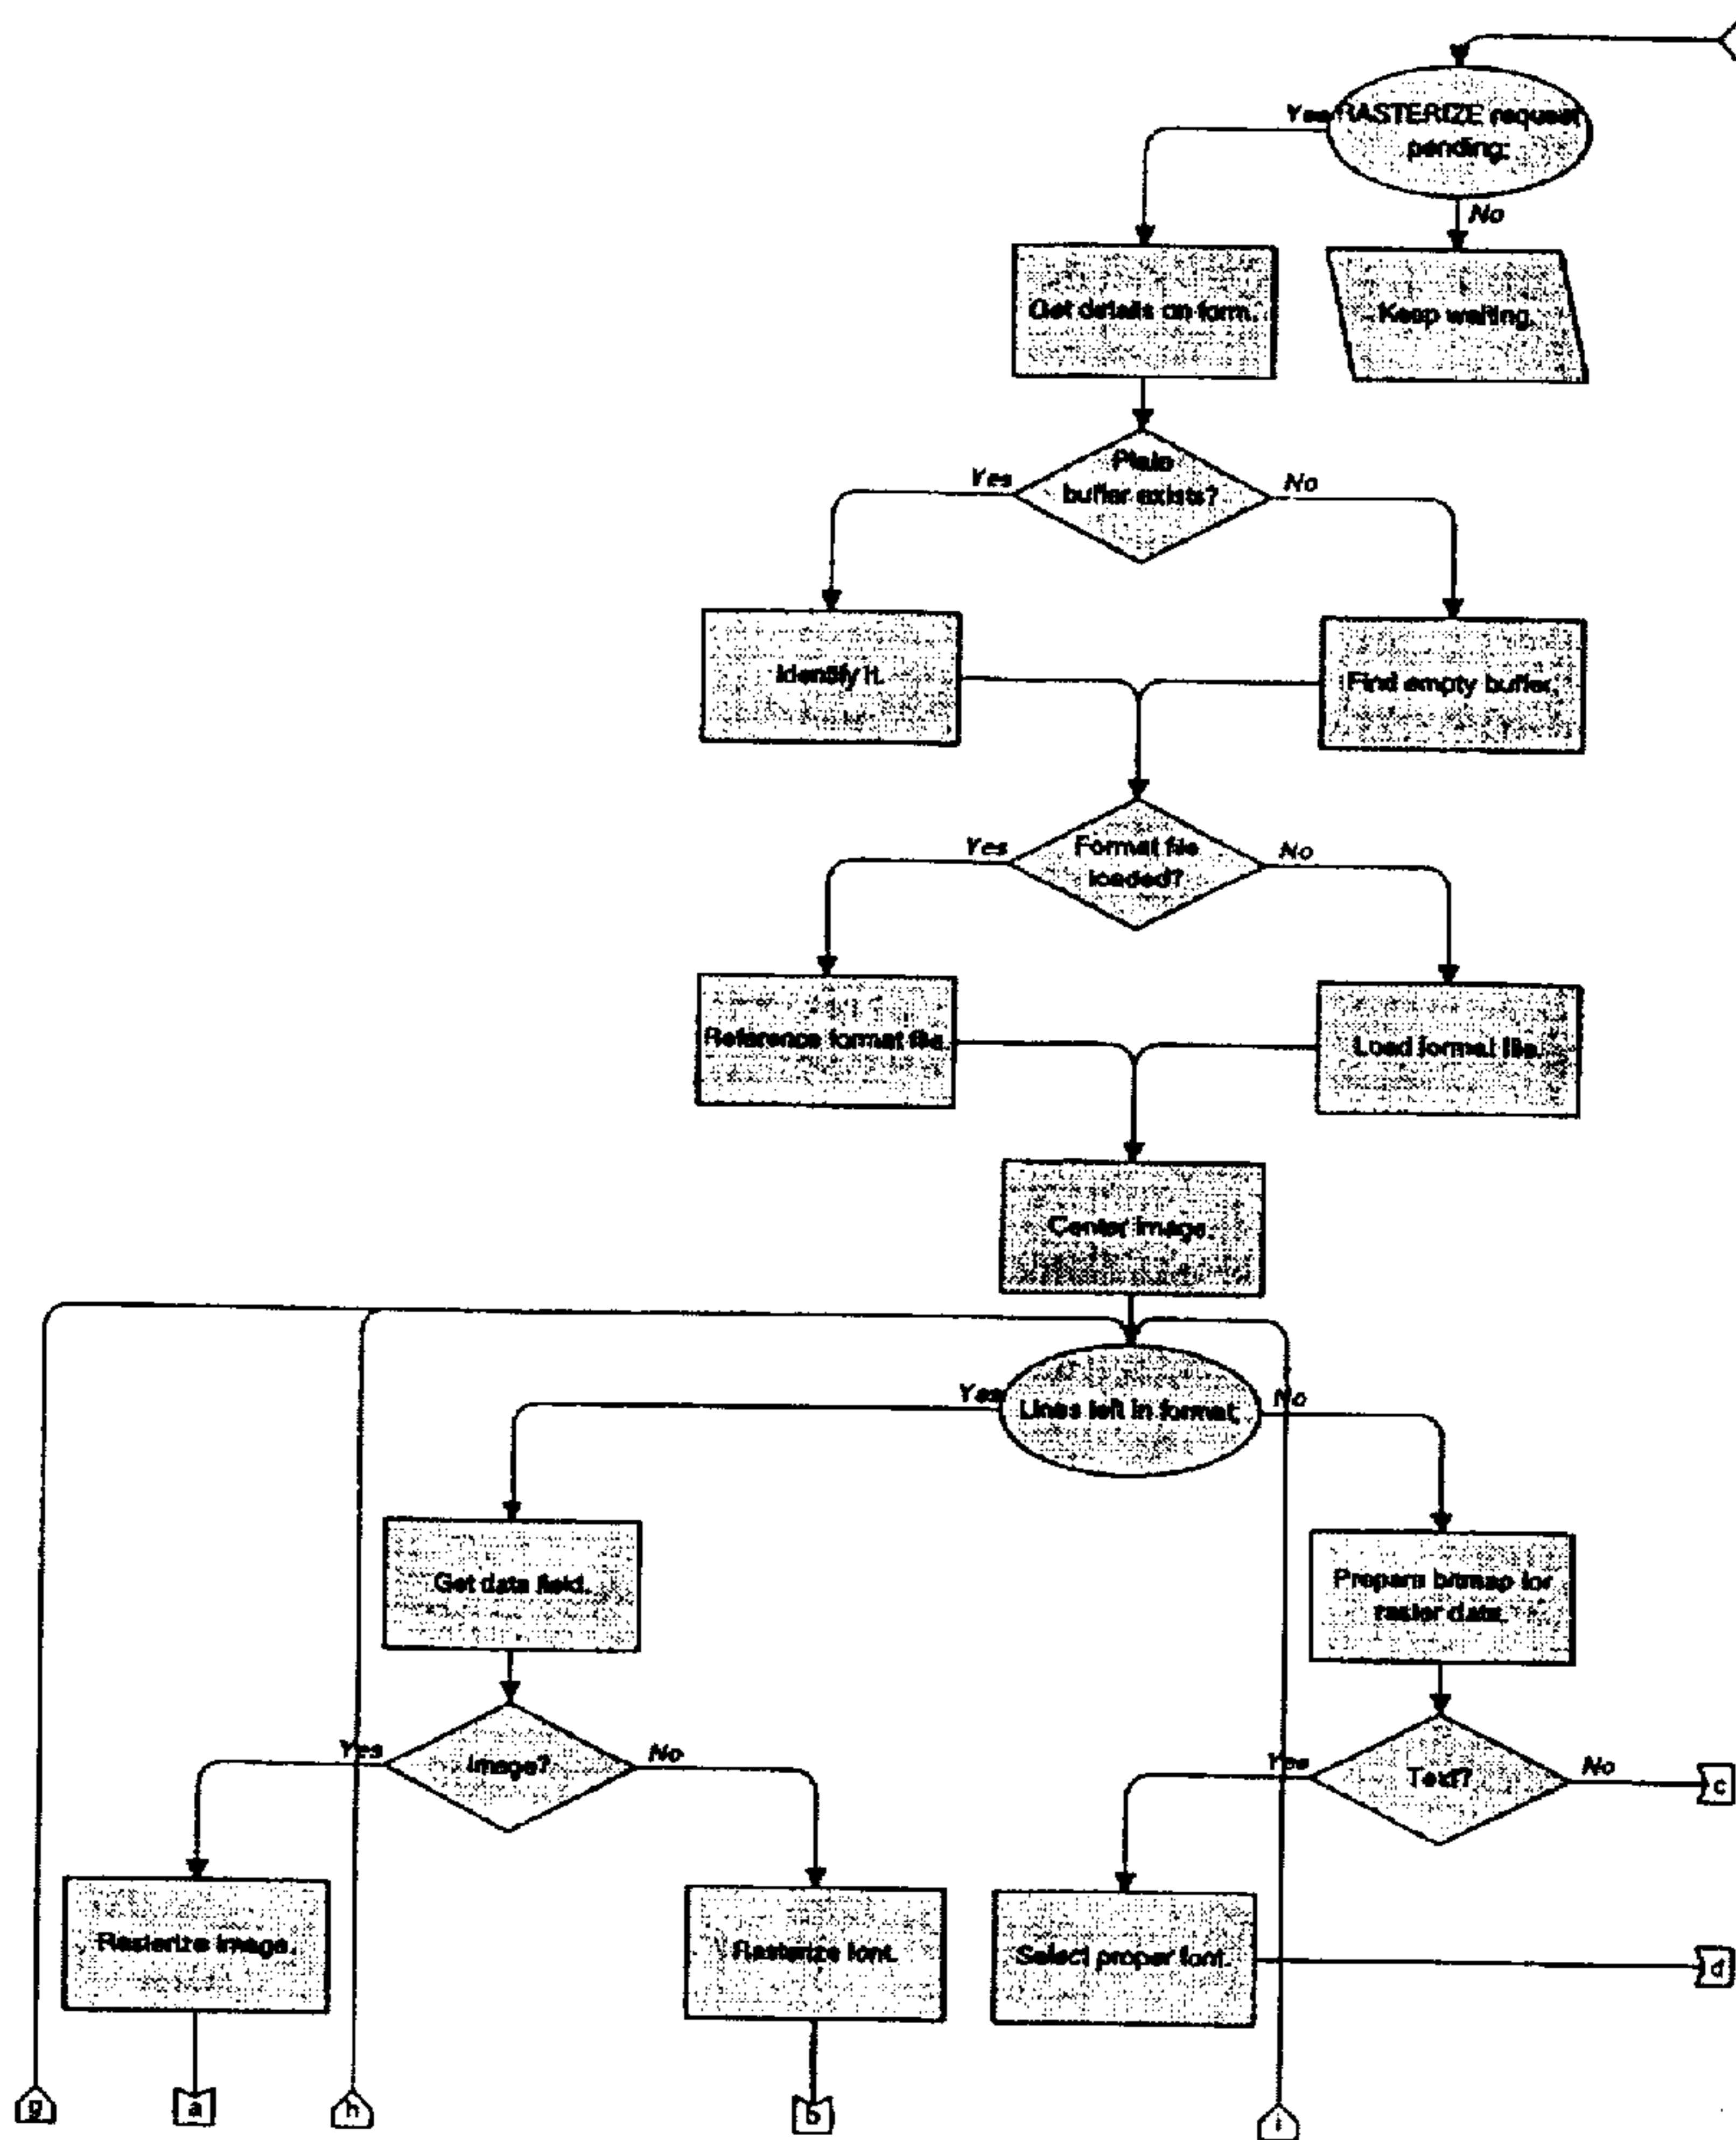 Yes
RASTERIZE request
pending;
No
Get details on form.
Keep waiting.
Plate
buffer exists?
Yes
No
Identify it.
Find empty buffer.
Format file
loaded?
Yes
No
Reference format file.
Load format file.
Center image.
Yes
Lines left in format;
No
Get data field.
Prepare bitmap for
raster data.
Yes
Image?
No
Yes
Text?
No
c
Rasterize image.
Rasterize font.
Select proper font.
d
g
a
h
b